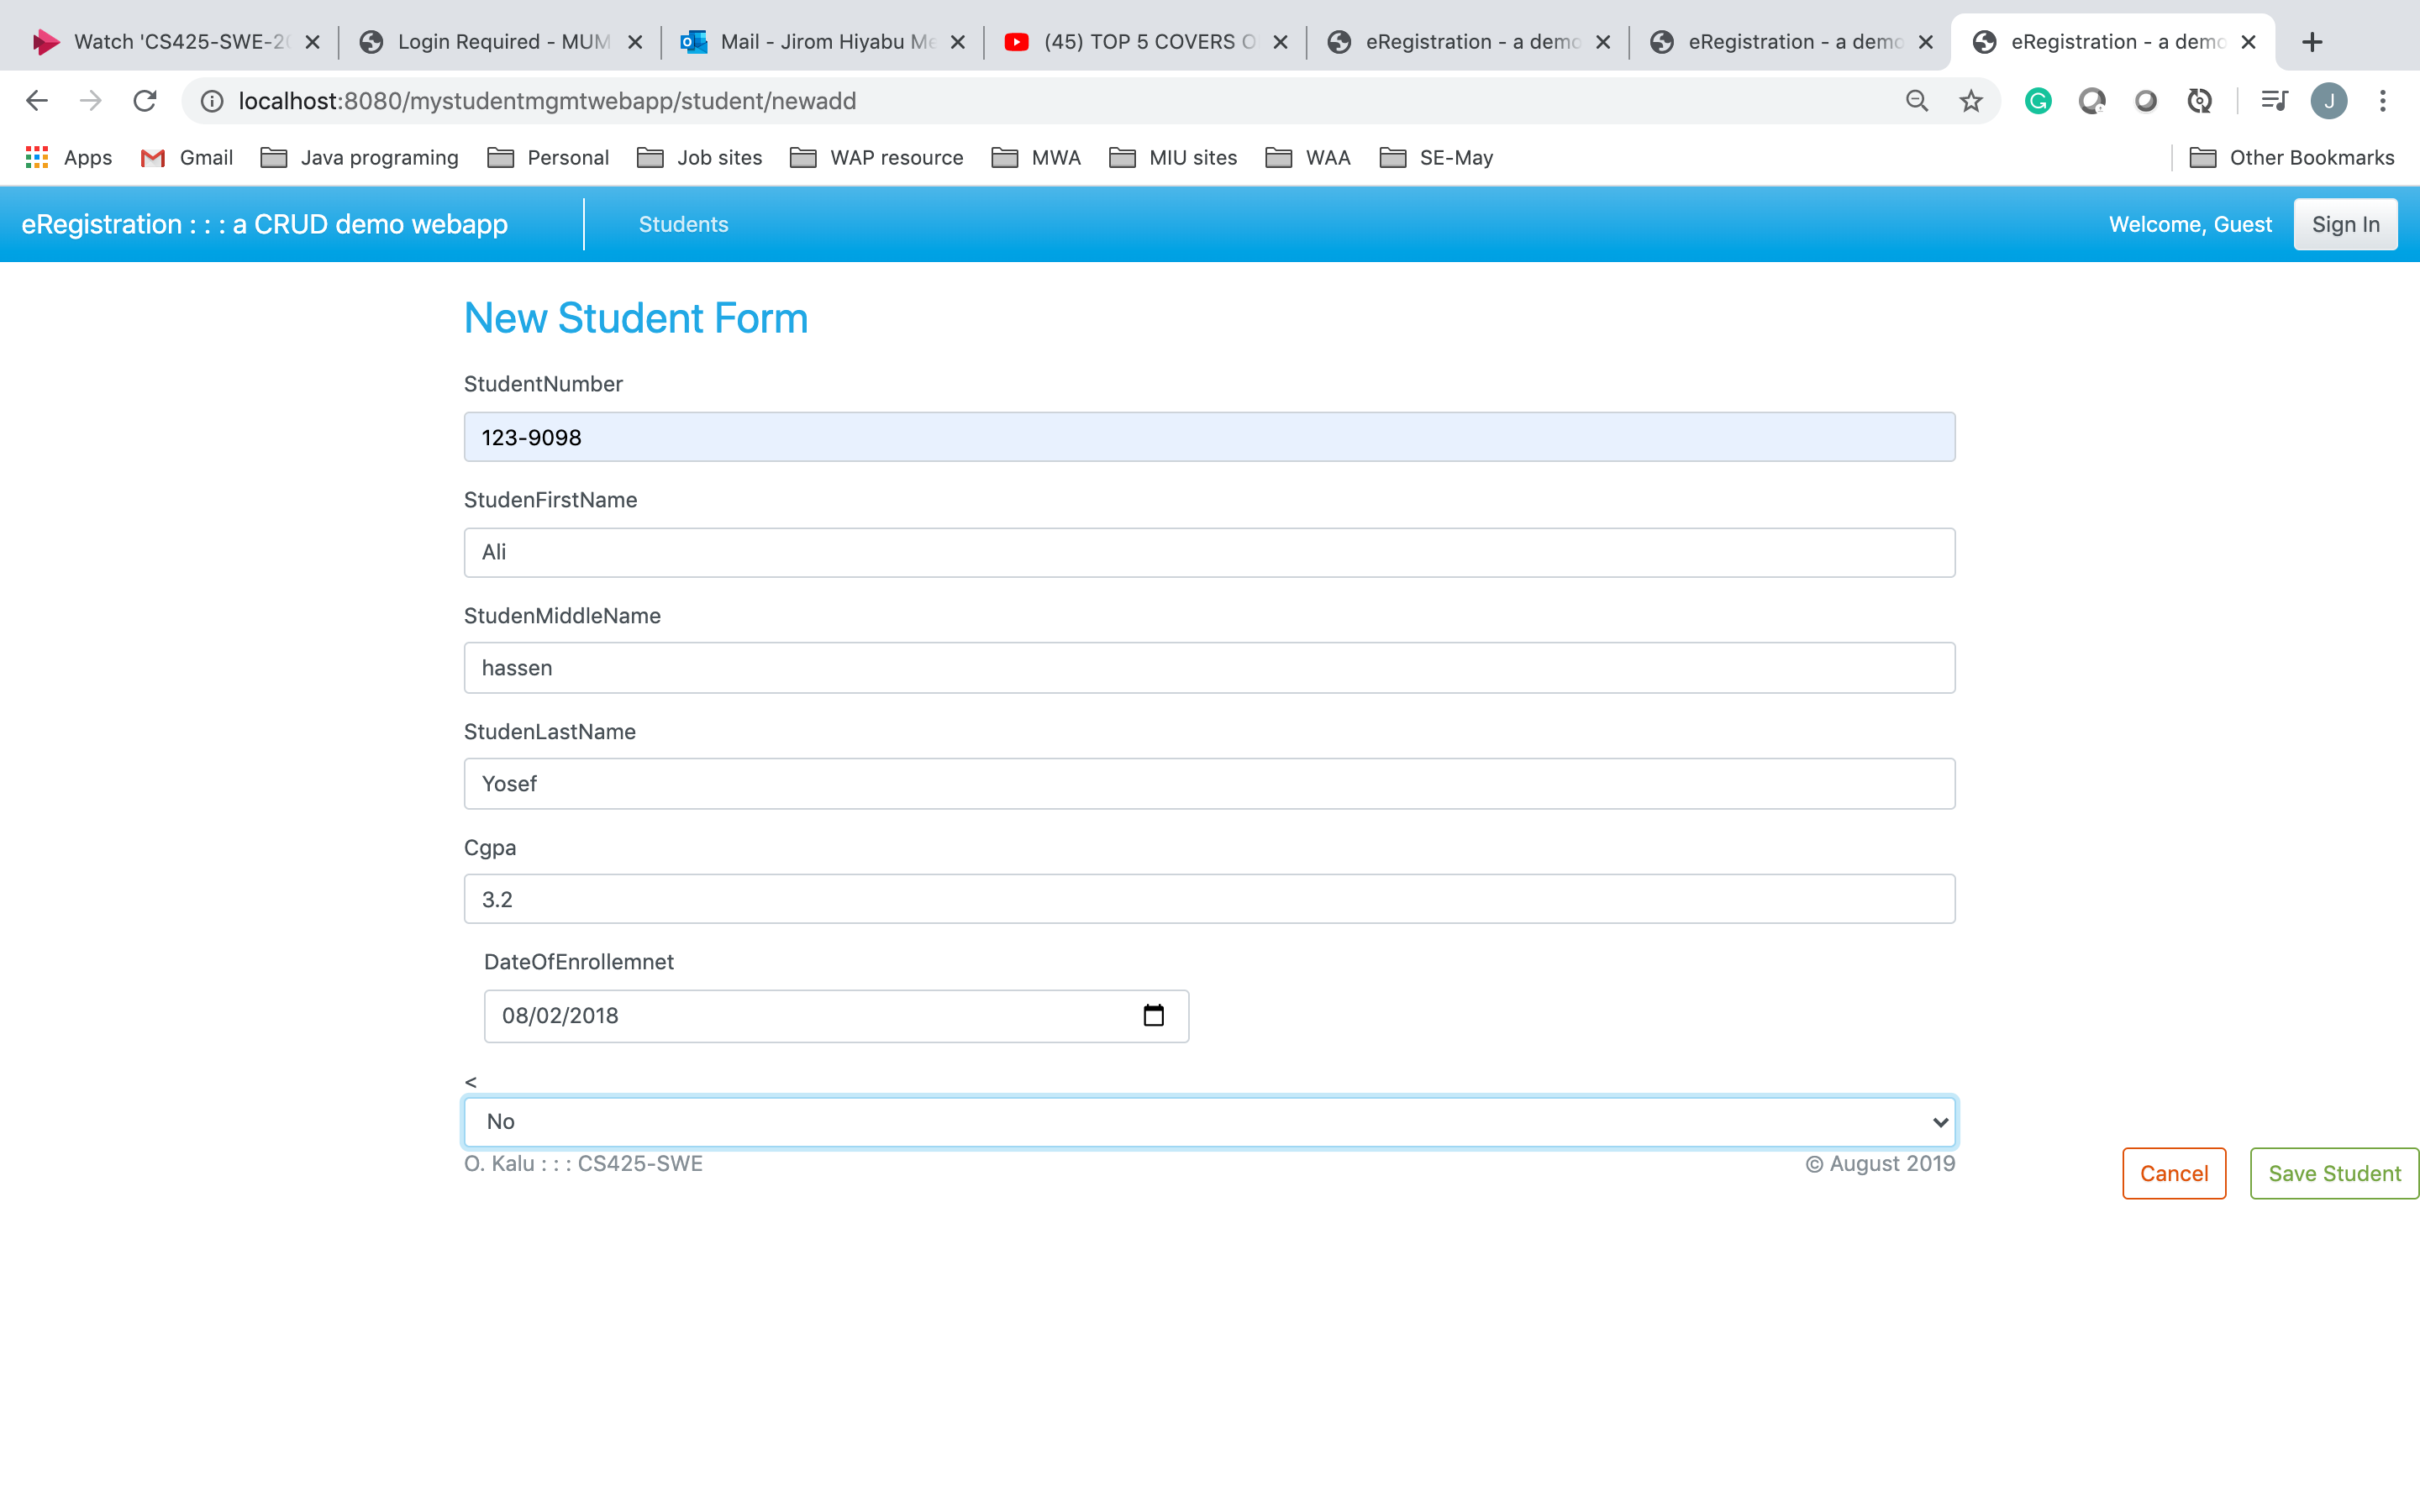 Watch 'CS425-SWE-20
Login Required - MUM
Mail - Jirom Hiyabu Me
(45) TOP 5 COVERS O
eRegistration - a demo
eRegistration - a demo
eRegistration - a demo
localhost:8080/mystudentmgmtwebapp/student/newadd
J
Apps
Gmail
Java programing
Personal
Job sites
WAP resource
MWA
MIU sites
WAA
SE-May
Other Bookmarks
eRegistration : : : a CRUD demo webapp
Students
Welcome, Guest
Sign In
New Student Form
StudentNumber
123-9098
StudenFirstName
Ali
StudenMiddleName
hassen
StudenLastName
Yosef
Cgpa
3.2
DateOfEnrollemnet
08/02/2018
<
No
O. Kalu : : : CS425-SWE
© August 2019
Cancel
Save Student